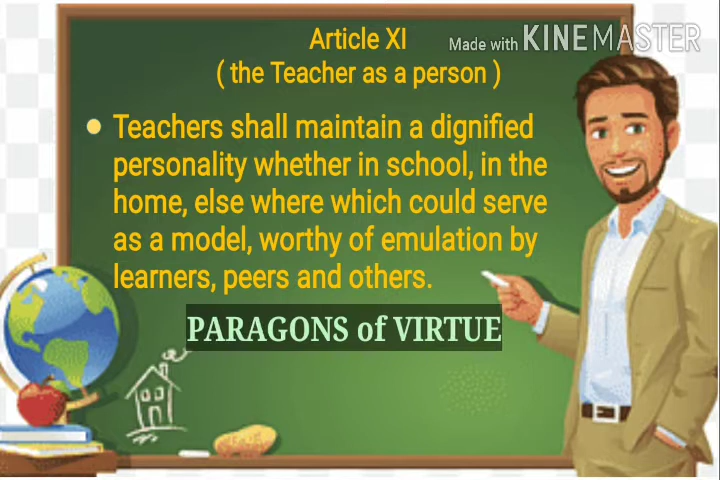 Article XI
Made with KINEMASTER
( the Teacher as a person )
Teachers shall maintain a dignified
personality whether in school, in the
home, else where which could serve
as a model, worthy of emulation by
learners, peers and others.
PARAGONS of VIRTUE